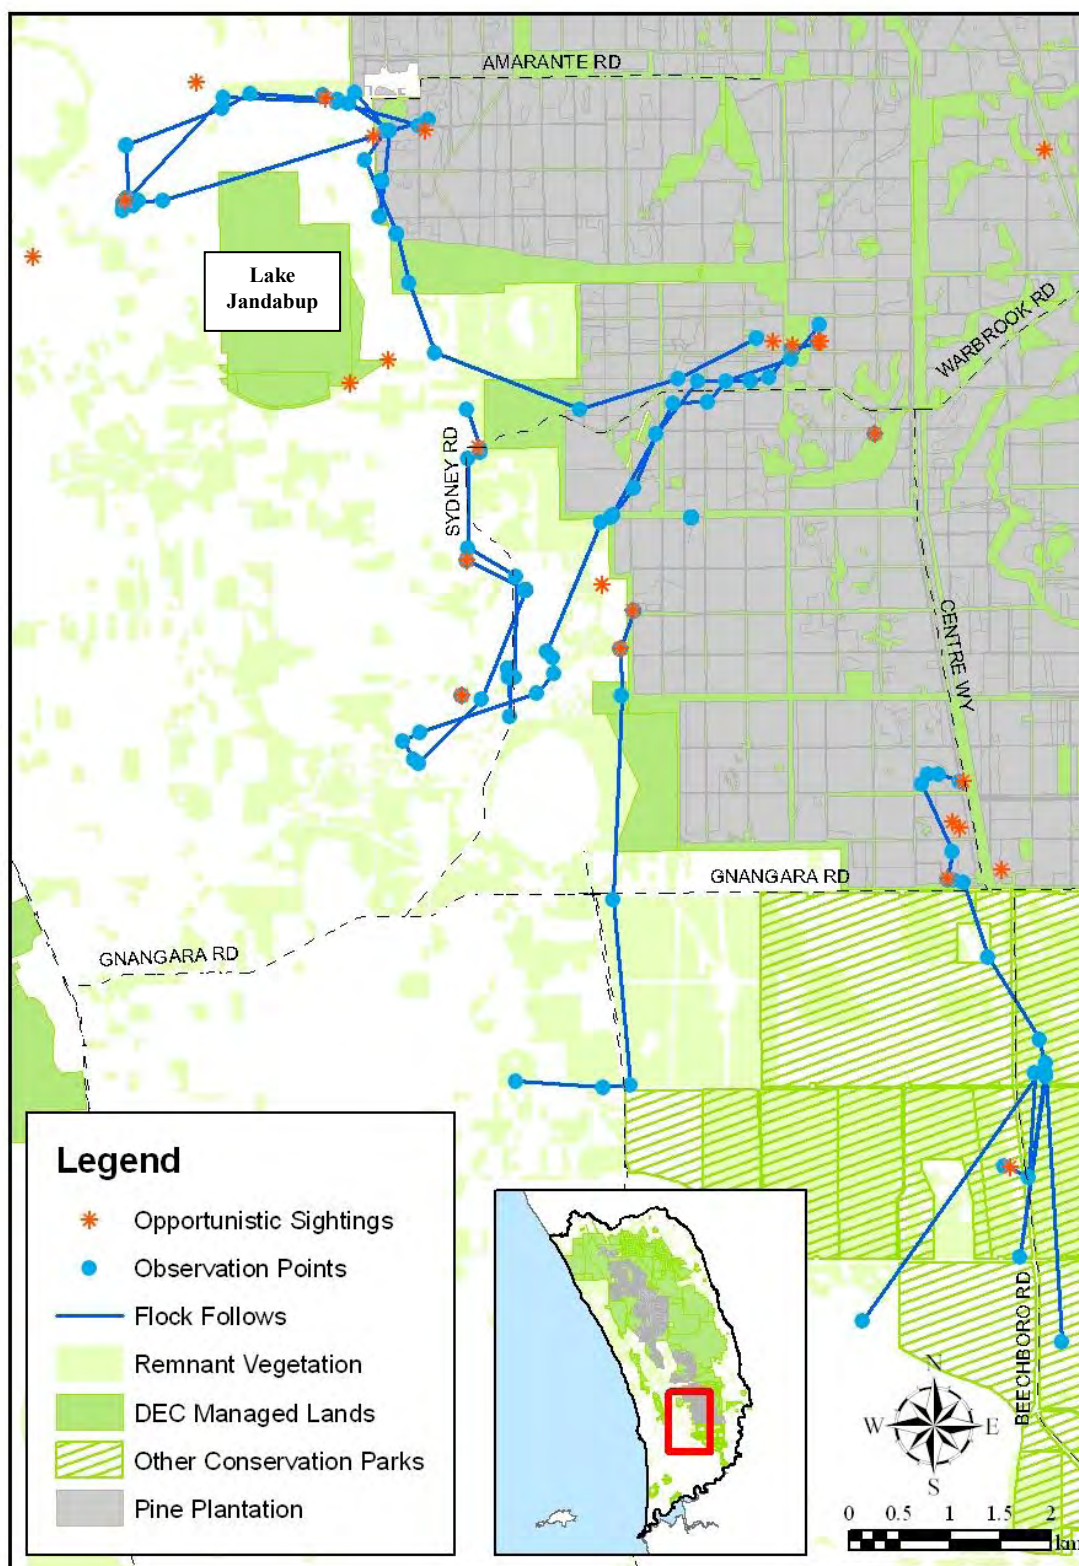 AMARANTE RD
Lake
Jandabup
WARBROOK RD
SYDNEY RD
CENTRE WY
GNANGARA RD
GNANGARA RD
BEECHBORO RD
Legend
Opportunistic Sightings
Observation Points
Flock Follows
Remnant Vegetation
DEC Managed Lands
Other Conservation Parks
Pine Plantation
N
W E
S
0 0.5 1 1.5 2
km